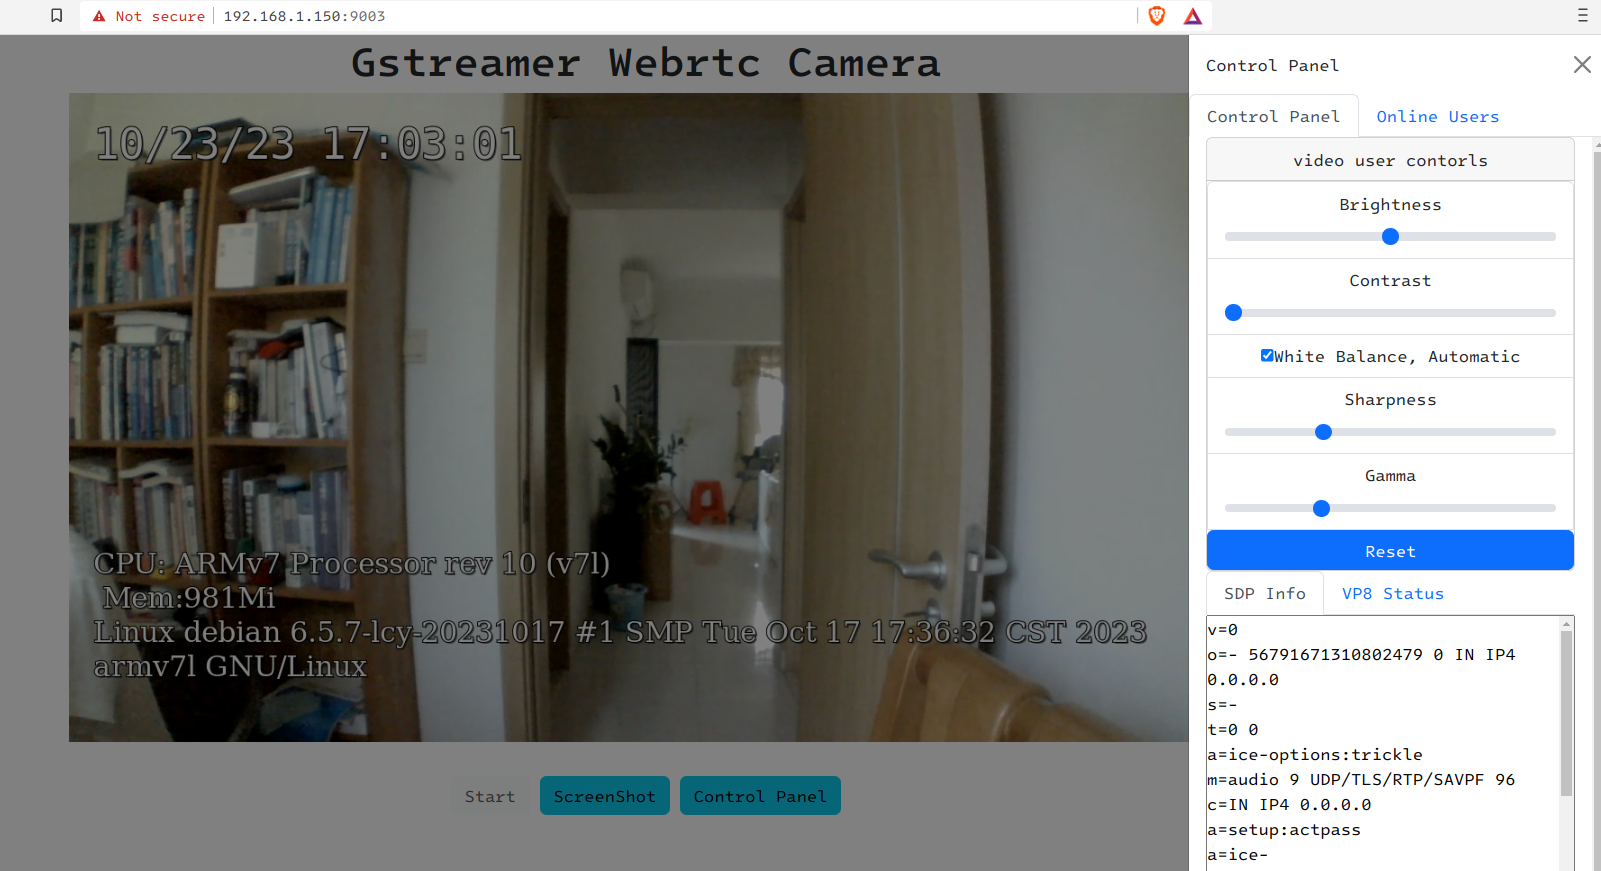 Not secure 192.168.1.150:9003
Gstreamer Webrtc Camera
10/23/23 17:03:01
CPU: ARMv7 Processor rev 10 (v7l)
Mem:981Mi
Linux debian 6.5.7-lcy-20231017 #1 SMP Tue Oct 17 17:36:32 CST 2023
armv7l GNU/Linux
Start ScreenShot Control Panel
Control Panel
Control Panel Online Users
video user contorls
Brightness
Contrast
White Balance, Automatic
Sharpness
Gamma
Reset
SDP Info VP8 Status
v=0
o=- 56791671310802479 0 IN IP4
0.0.0.0
s=-
t=0 0
a=ice-options:trickle
m=audio 9 UDP/TLS/RTP/SAVPF 96
c=IN IP4 0.0.0.0
a=setup:actpass
a=ice-